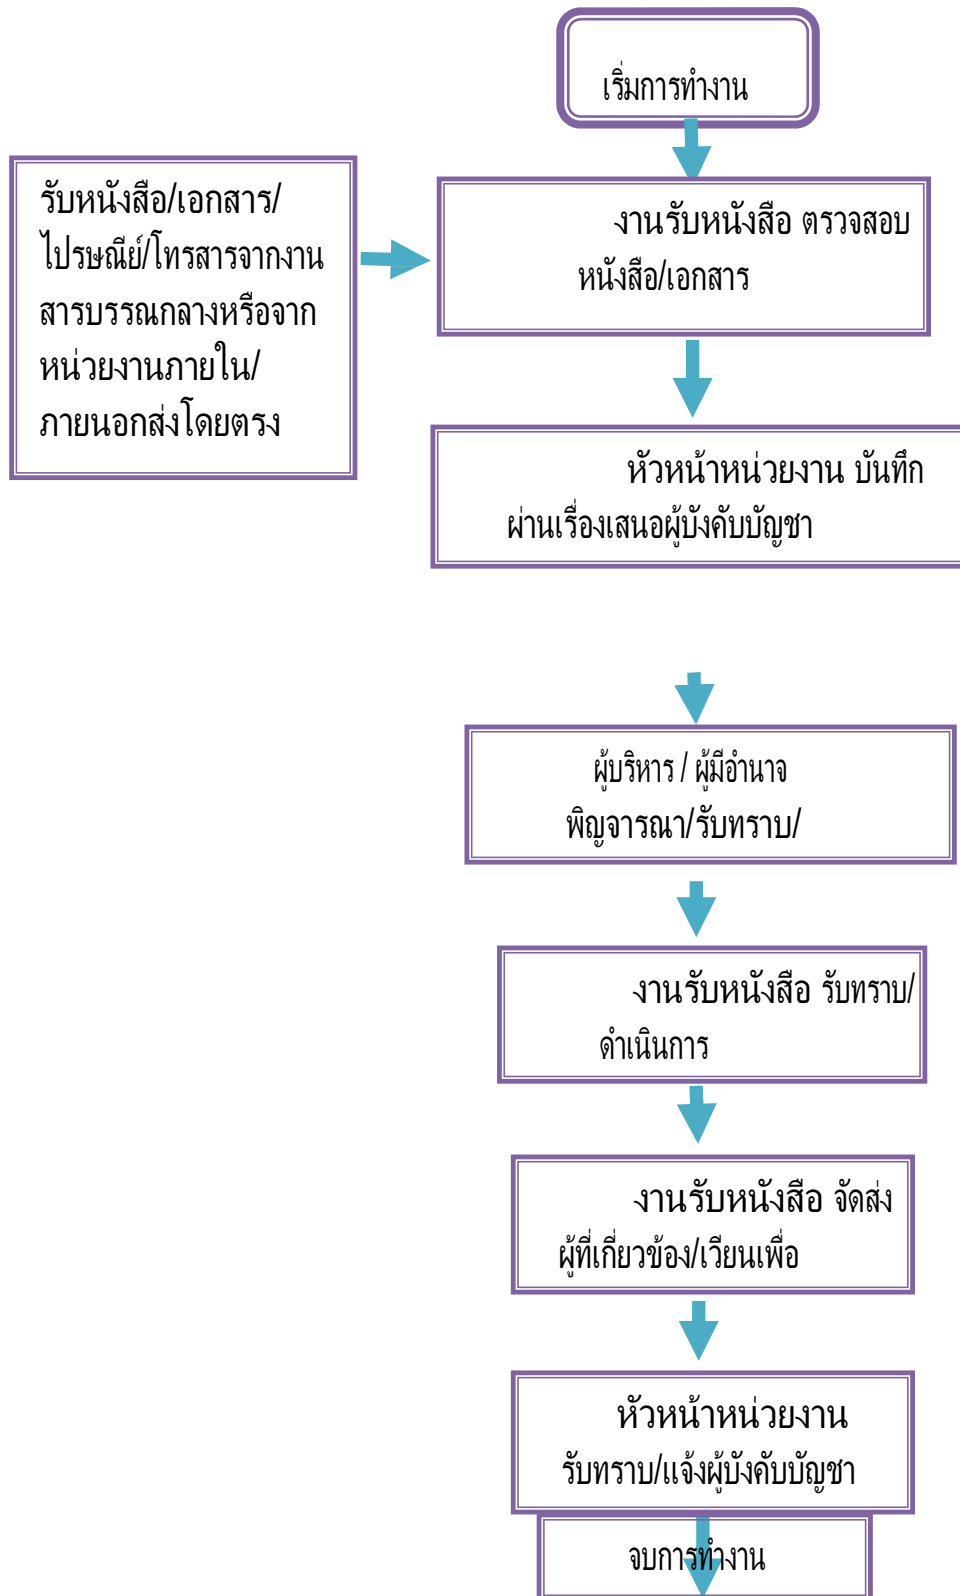 เริ่มการทำงาน
รับหนังสือ/เอกสาร/
ไปรษณีย์/โทรสารจากงาน
สารบรรณกลางหรือจาก
หน่วยงานภายใน/
ภายนอกส่งโดยตรง
งานรับหนังสือ ตรวจสอบ
หนังสือ/เอกสาร
หัวหน้าหน่วยงาน บันทึก
ผ่านเรื่องเสนอผู้บังคับบัญชา
ผู้บริหาร / ผู้มีอำนาจ
พิญจารณา/รับทราบ/
งานรับหนังสือ รับทราบ/
ดำเนินการ
งานรับหนังสือ จัดส่ง
ผู้ที่เกี่ยวข้อง/เวียนเพื่อ
หัวหน้าหน่วยงาน
รับทราบ/แจ้งผู้บังคับบัญชา
จบการทำงาน